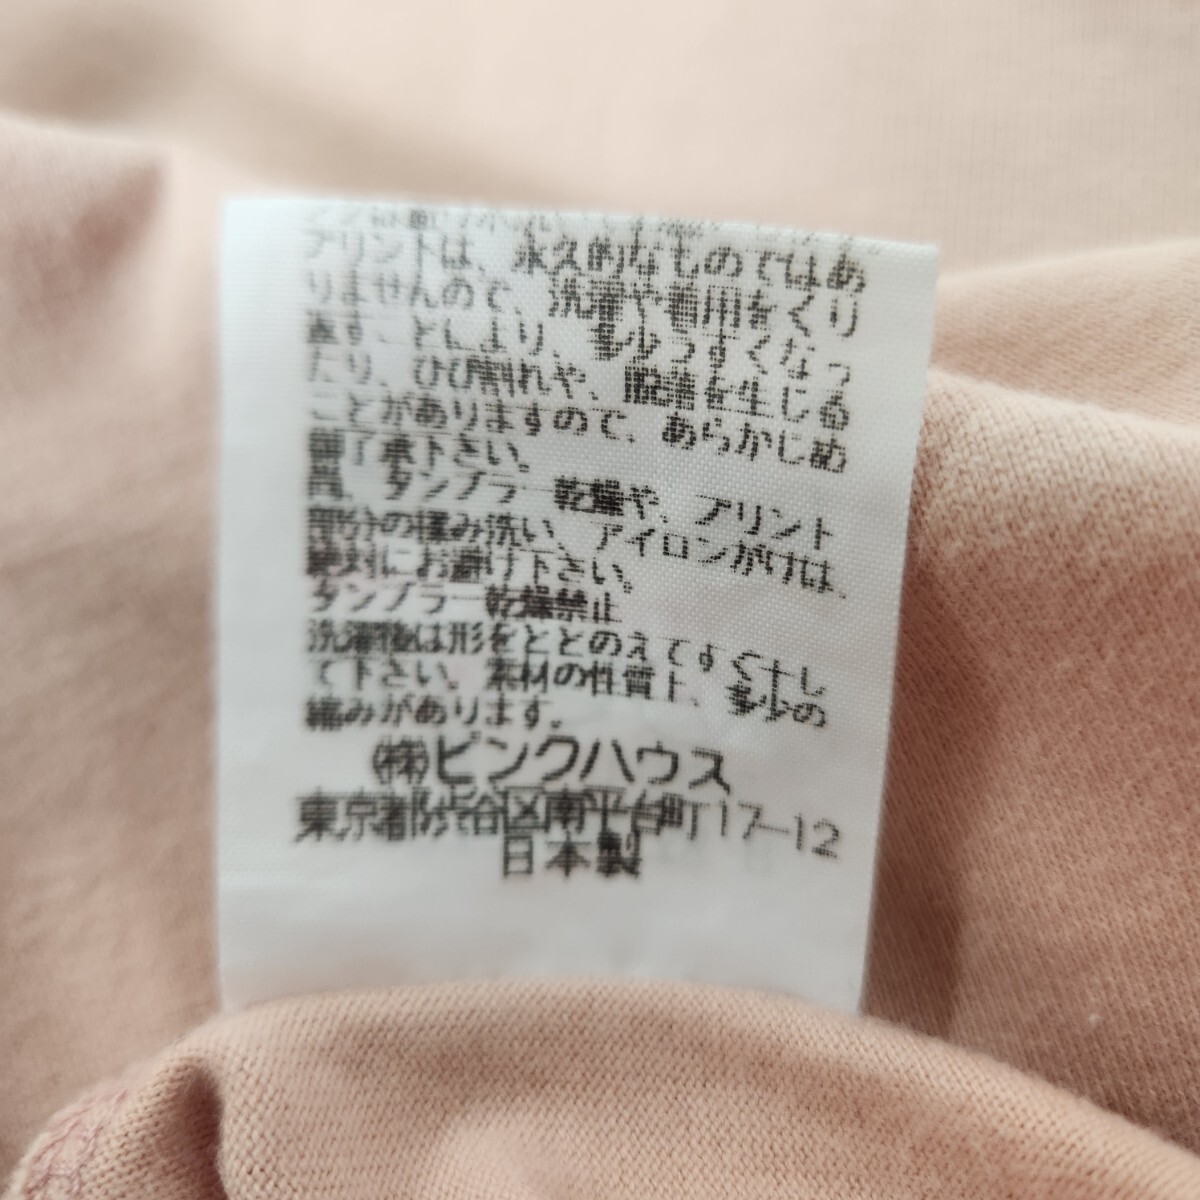 プリントは、永久的なものではあ
りませんので、洗濯や着用をくり
返すことにより、多少うすくなっ
たり、ひび割れや、脱落を生じる
ことがありますので、あらかじめ
御了承下さい。
尚、タンブラー乾燥や、プリント
部分の揉み洗い、アイロンがけは、
絶対にお避け下さい。
タンブラー乾燥禁止
洗濯後は形をととのえてすぐ干し
て下さい。素材の性質上、多少の
縮みがあります。
㈱ピンクハウス
東京都渋谷区南平台町17-12
日本製